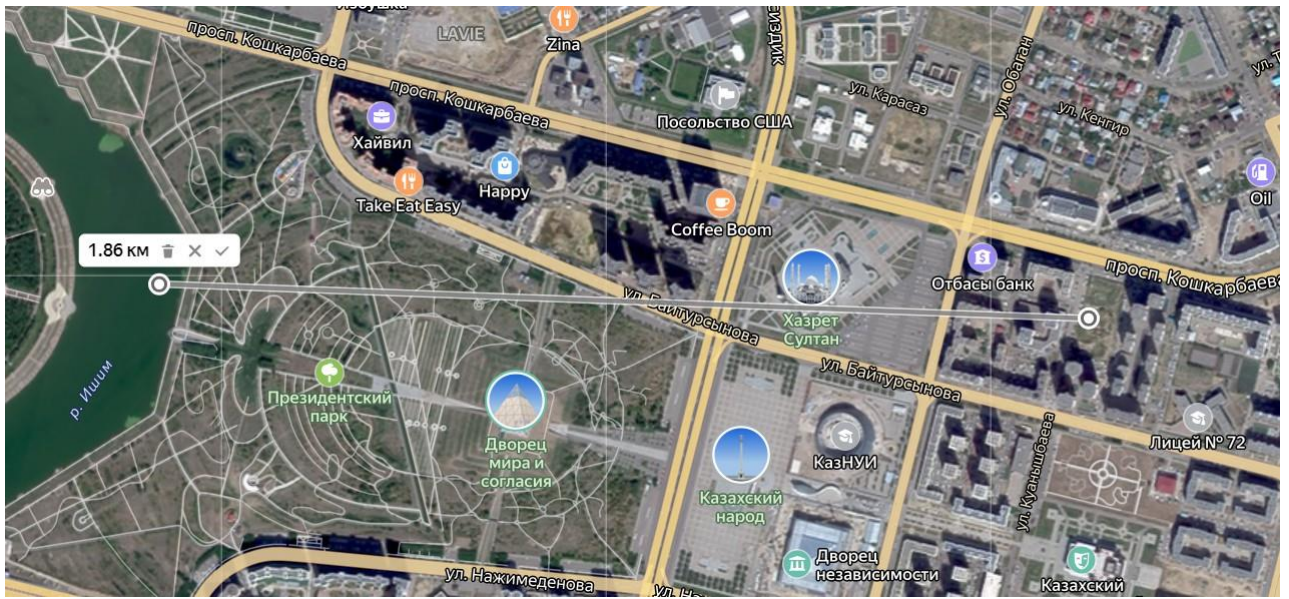 LAVIE
Zina
просп. Кошкарбаева
просп. Кошкарбаева
ул. Карасаз
ул. Обаган
ул. Кенгир
Посольство США
Хайвил
Take Eat Easy
Happy
Coffee Boom
Oil
1.86 км
Отбасы банк
просп. Кошкарбаева
ул. Байтурсынова
Хазрет
Султан
ул. Байтурсынова
р. Ишим
Президентский
парк
Дворец
мира и
согласия
КазНУИ
Лицей № 72
ул. Куанышбаева
Казахский
народ
Дворец
независимости
ул. Нажимеденова
Казахский